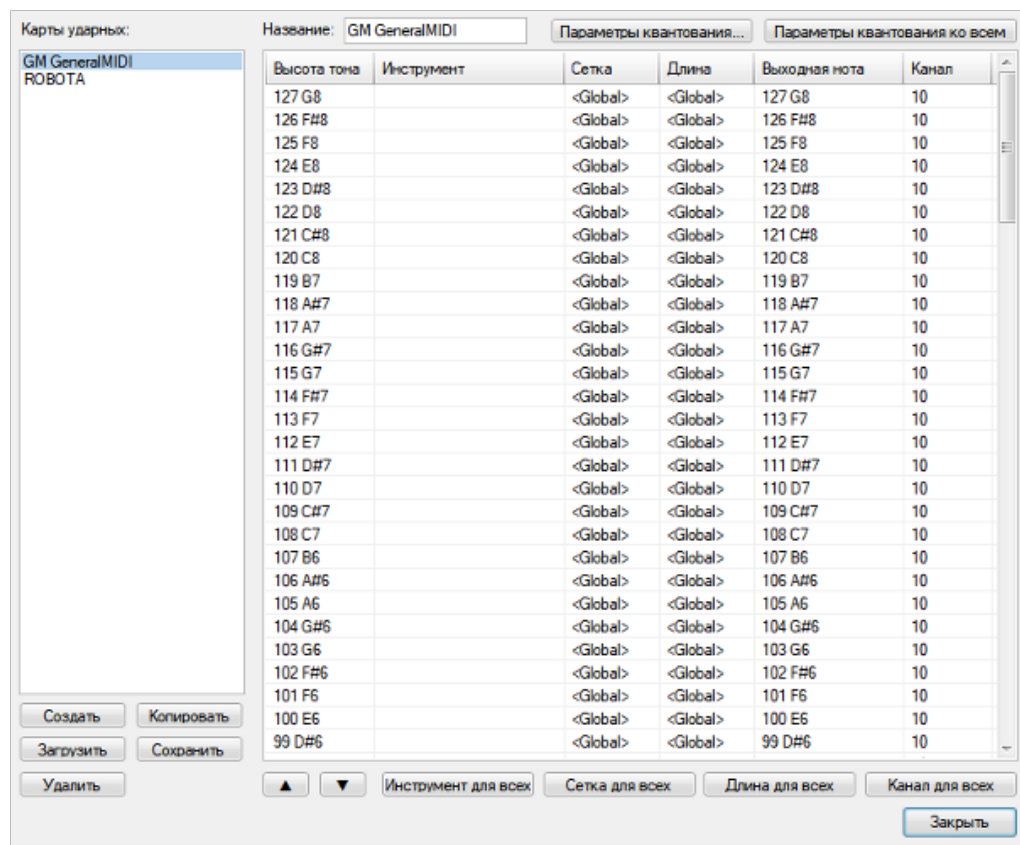 Карты ударных: Название: GM GeneralMIDI Параметры квантования... Параметры квантования ко всем
GM GeneralMIDI
ROBOTA
Высота тона Инструмент Сетка Длина Выходная нота Канал
127 G8 <Global> <Global> 127 G8 10
126 F#8 <Global> <Global> 126 F#8 10
125 F8 <Global> <Global> 125 F8 10
124 E8 <Global> <Global> 124 E8 10
123 D#8 <Global> <Global> 123 D#8 10
122 D8 <Global> <Global> 122 D8 10
121 C#8 <Global> <Global> 121 C#8 10
120 C8 <Global> <Global> 120 C8 10
119 B7 <Global> <Global> 119 B7 10
118 A#7 <Global> <Global> 118 A#7 10
117 A7 <Global> <Global> 117 A7 10
116 G#7 <Global> <Global> 116 G#7 10
115 G7 <Global> <Global> 115 G7 10
114 F#7 <Global> <Global> 114 F#7 10
113 F7 <Global> <Global> 113 F7 10
112 E7 <Global> <Global> 112 E7 10
111 D#7 <Global> <Global> 111 D#7 10
110 D7 <Global> <Global> 110 D7 10
109 C#7 <Global> <Global> 109 C#7 10
108 C7 <Global> <Global> 108 C7 10
107 B6 <Global> <Global> 107 B6 10
106 A#6 <Global> <Global> 106 A#6 10
105 A6 <Global> <Global> 105 A6 10
104 G#6 <Global> <Global> 104 G#6 10
103 G6 <Global> <Global> 103 G6 10
102 F#6 <Global> <Global> 102 F#6 10
101 F6 <Global> <Global> 101 F6 10
100 E6 <Global> <Global> 100 E6 10
99 D#6 <Global> <Global> 99 D#6 10
Создать Копировать
Загрузить Сохранить
Удалить ▲ ▼ Инструмент для всех Сетка для всех Длина для всех Канал для всех
Закрыть